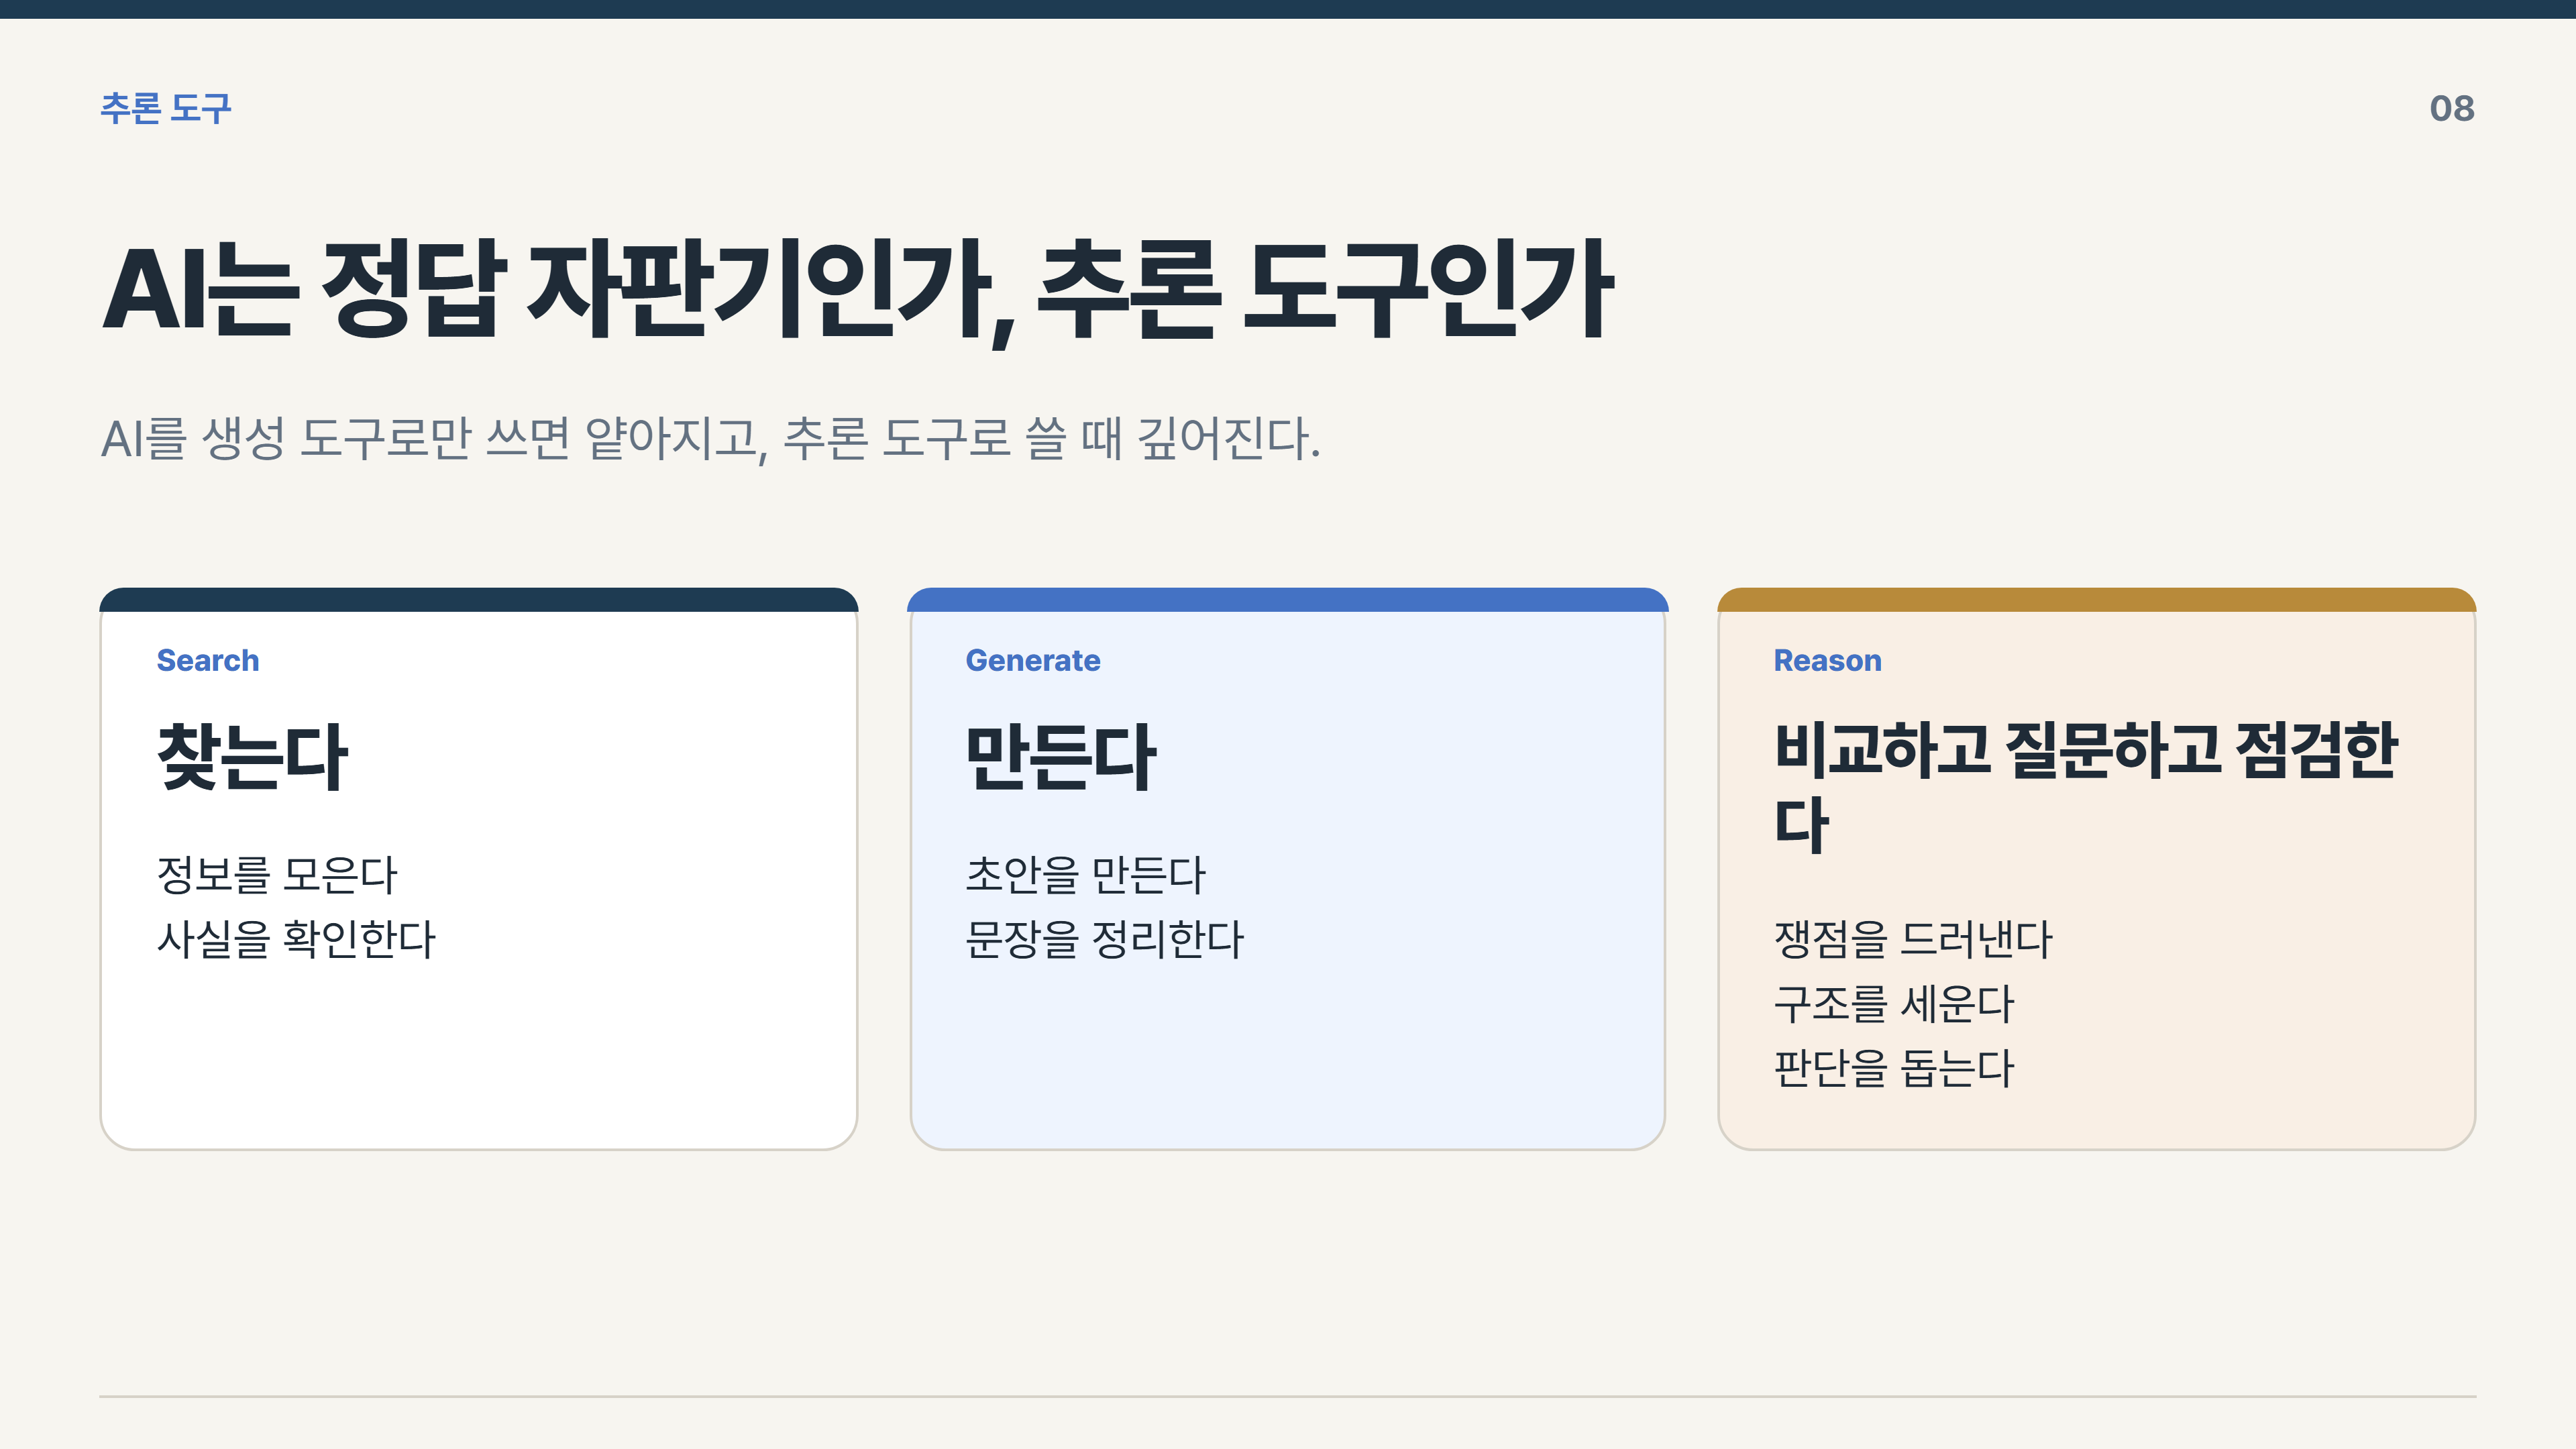 추론 도구
08
AI는 정답 자판기인가, 추론 도구인가
AI를 생성 도구로만 쓰면 얕아지고, 추론 도구로 쓸 때 깊어진다.
Search
찾는다
정보를 모은다
사실을 확인한다
Generate
만든다
초안을 만든다
문장을 정리한다
Reason
비교하고 질문하고 점검한
다
쟁점을 드러낸다
구조를 세운다
판단을 돕는다